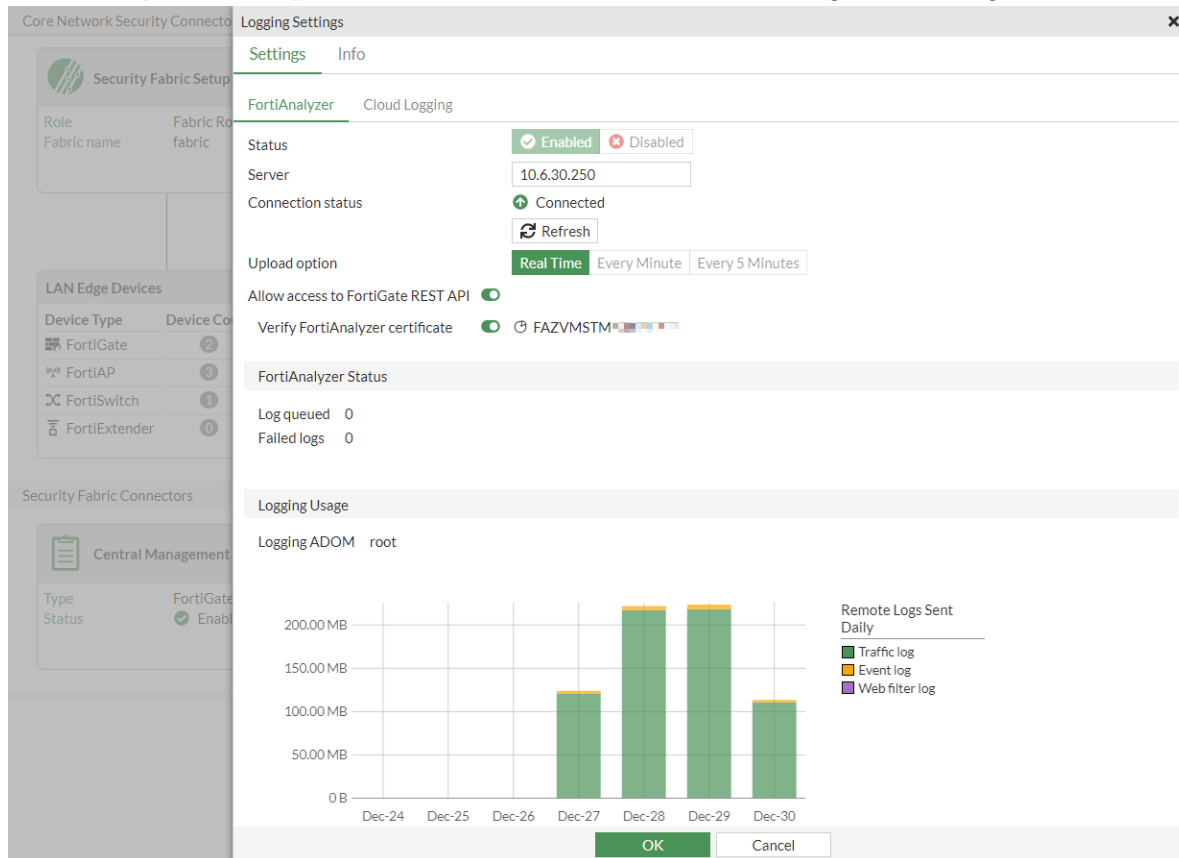 Core Network Security Connecto
Logging Settings
Settings Info
Security Fabric Setup
FortiAnalyzer Cloud Logging
Role Fabric Ro
Fabric name fabric
Status Enabled Disabled
Server 10.6.30.250
Connection status Connected
Refresh
Upload option Real Time Every Minute Every 5 Minutes
LAN Edge Devices
Allow access to FortiGate REST API
Device Type Device Co
Verify FortiAnalyzer certificate FAZVMSTM
FortiGate 2
FortiAP 3
FortiAnalyzer Status
FortiSwitch 1
Log queued 0
FortiExtender 0
Failed logs 0
Security Fabric Connectors
Logging Usage
Logging ADOM root
Central Management
Type FortiGate
Status Enabl
Remote Logs Sent
Daily
Traffic log
Event log
Web filter log
200.00 MB
150.00 MB
100.00 MB
50.00 MB
0 B
Dec-24 Dec-25 Dec-26 Dec-27 Dec-28 Dec-29 Dec-30
OK Cancel